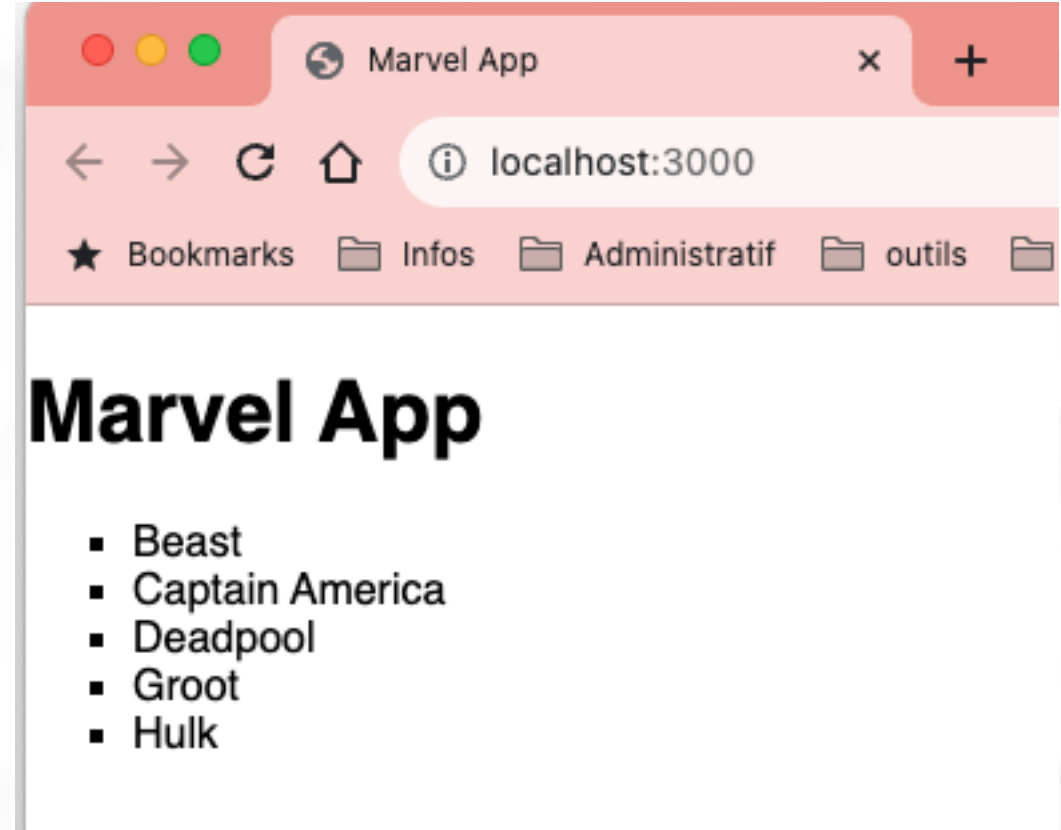 Marvel App
localhost:3000
Bookmarks Infos Administratif outils
Marvel App
Beast
Captain America
Deadpool
Groot
Hulk